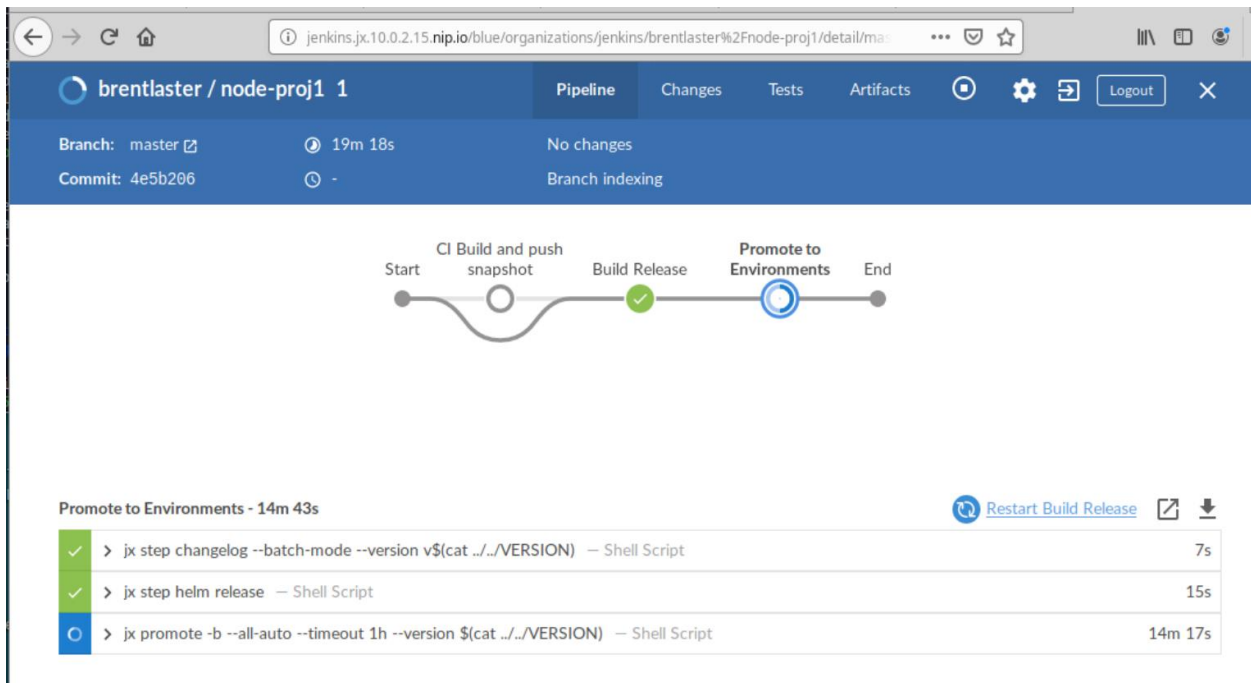 jenkins.jx.10.0.2.15.nip.io/blue/organizations/jenkins/brentlaster%2Fnode-proj1/detail/mas
brentlaster / node-proj1 1 Pipeline Changes Tests Artifacts Logout
Branch: master 19m 18s No changes
Commit: 4e5b206 - Branch indexing
CI Build and push Promote to
Start snapshot Build Release Environments End
Promote to Environments - 14m 43s Restart Build Release
jx step changelog --batch-mode --version v$(cat ../../VERSION) — Shell Script 7s
jx step helm release — Shell Script 15s
jx promote -b --all-auto --timeout 1h --version $(cat ../../VERSION) — Shell Script 14m 17s